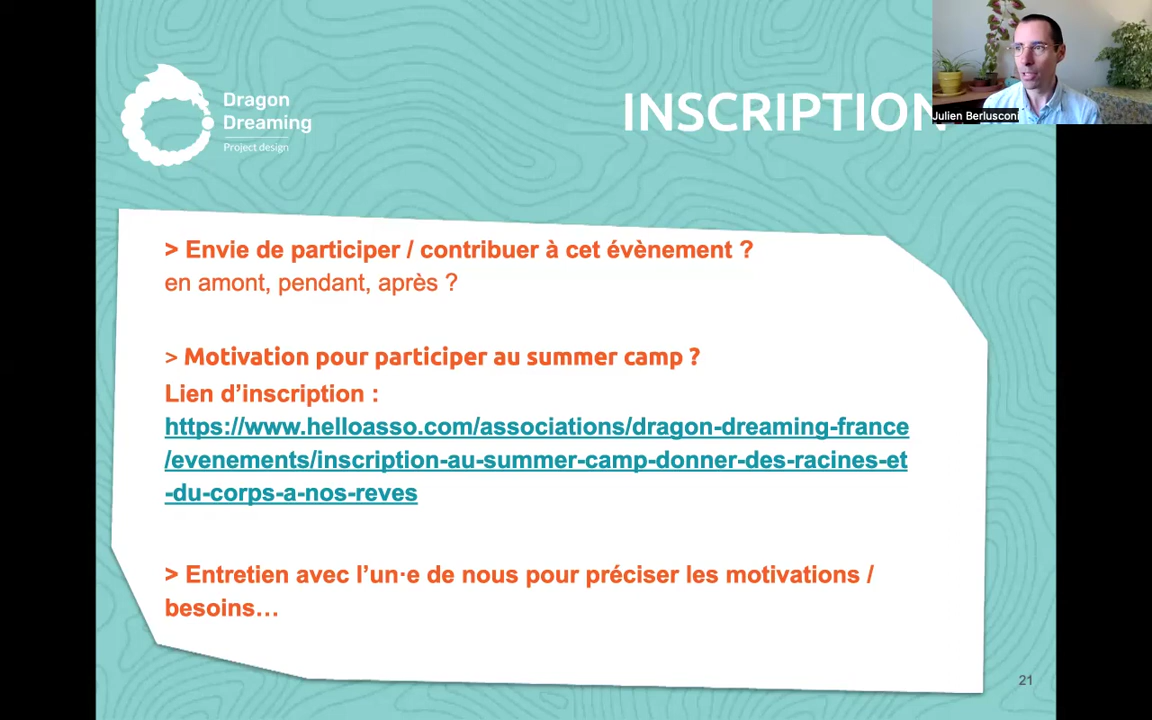 Dragon
Dreaming
Project design
INSCRIPTION
Julien Berlusconi
> Envie de participer / contribuer à cet évènement ?
en amont, pendant, après ?
> Motivation pour participer au summer camp ?
Lien d’inscription :
https://www.helloasso.com/associations/dragon-dreaming-france
/evenements/inscription-au-summer-camp-donner-des-racines-et
-du-corps-a-nos-reves
> Entretien avec l’un·e de nous pour préciser les motivations /
besoins…
21